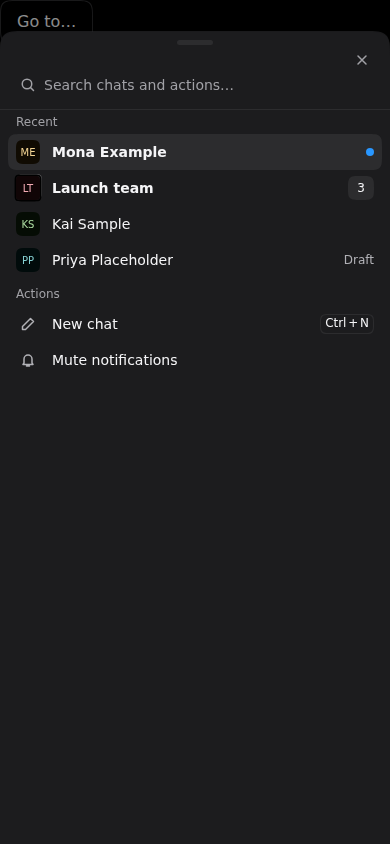 Go to…
Search chats and actions…
Recent
ME Mona Example
LT Launch team 3
KS Kai Sample
PP Priya Placeholder Draft
Actions
New chat Ctrl+N
Mute notifications